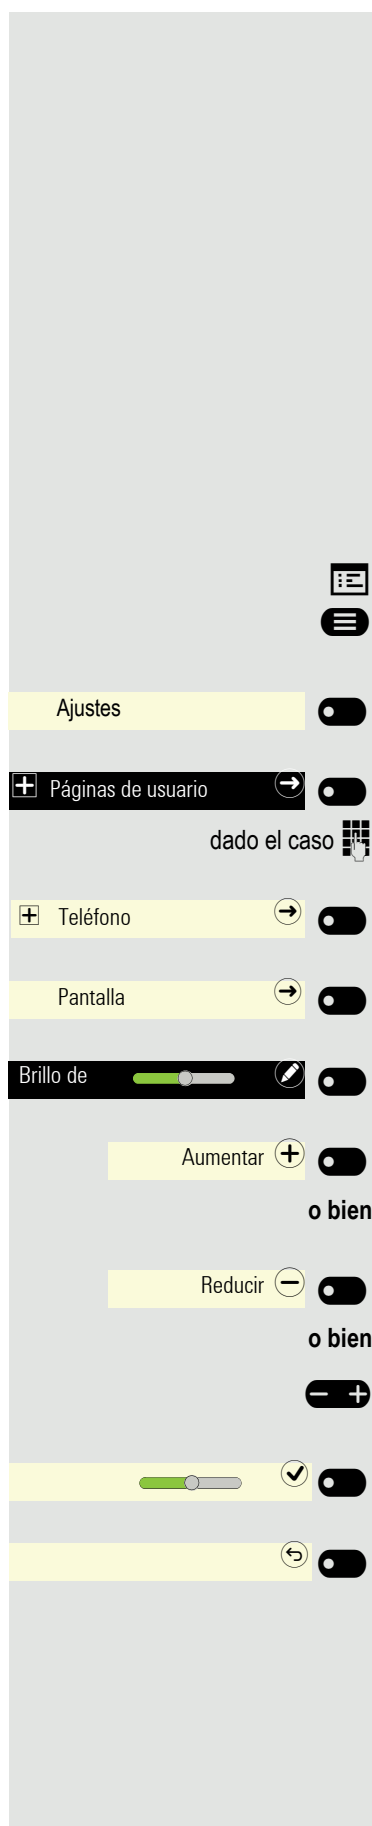 Ajustes
Páginas de usuario
dado el caso
Teléfono
Pantalla
Brillo de
Aumentar
o bien
Reducir
o bien